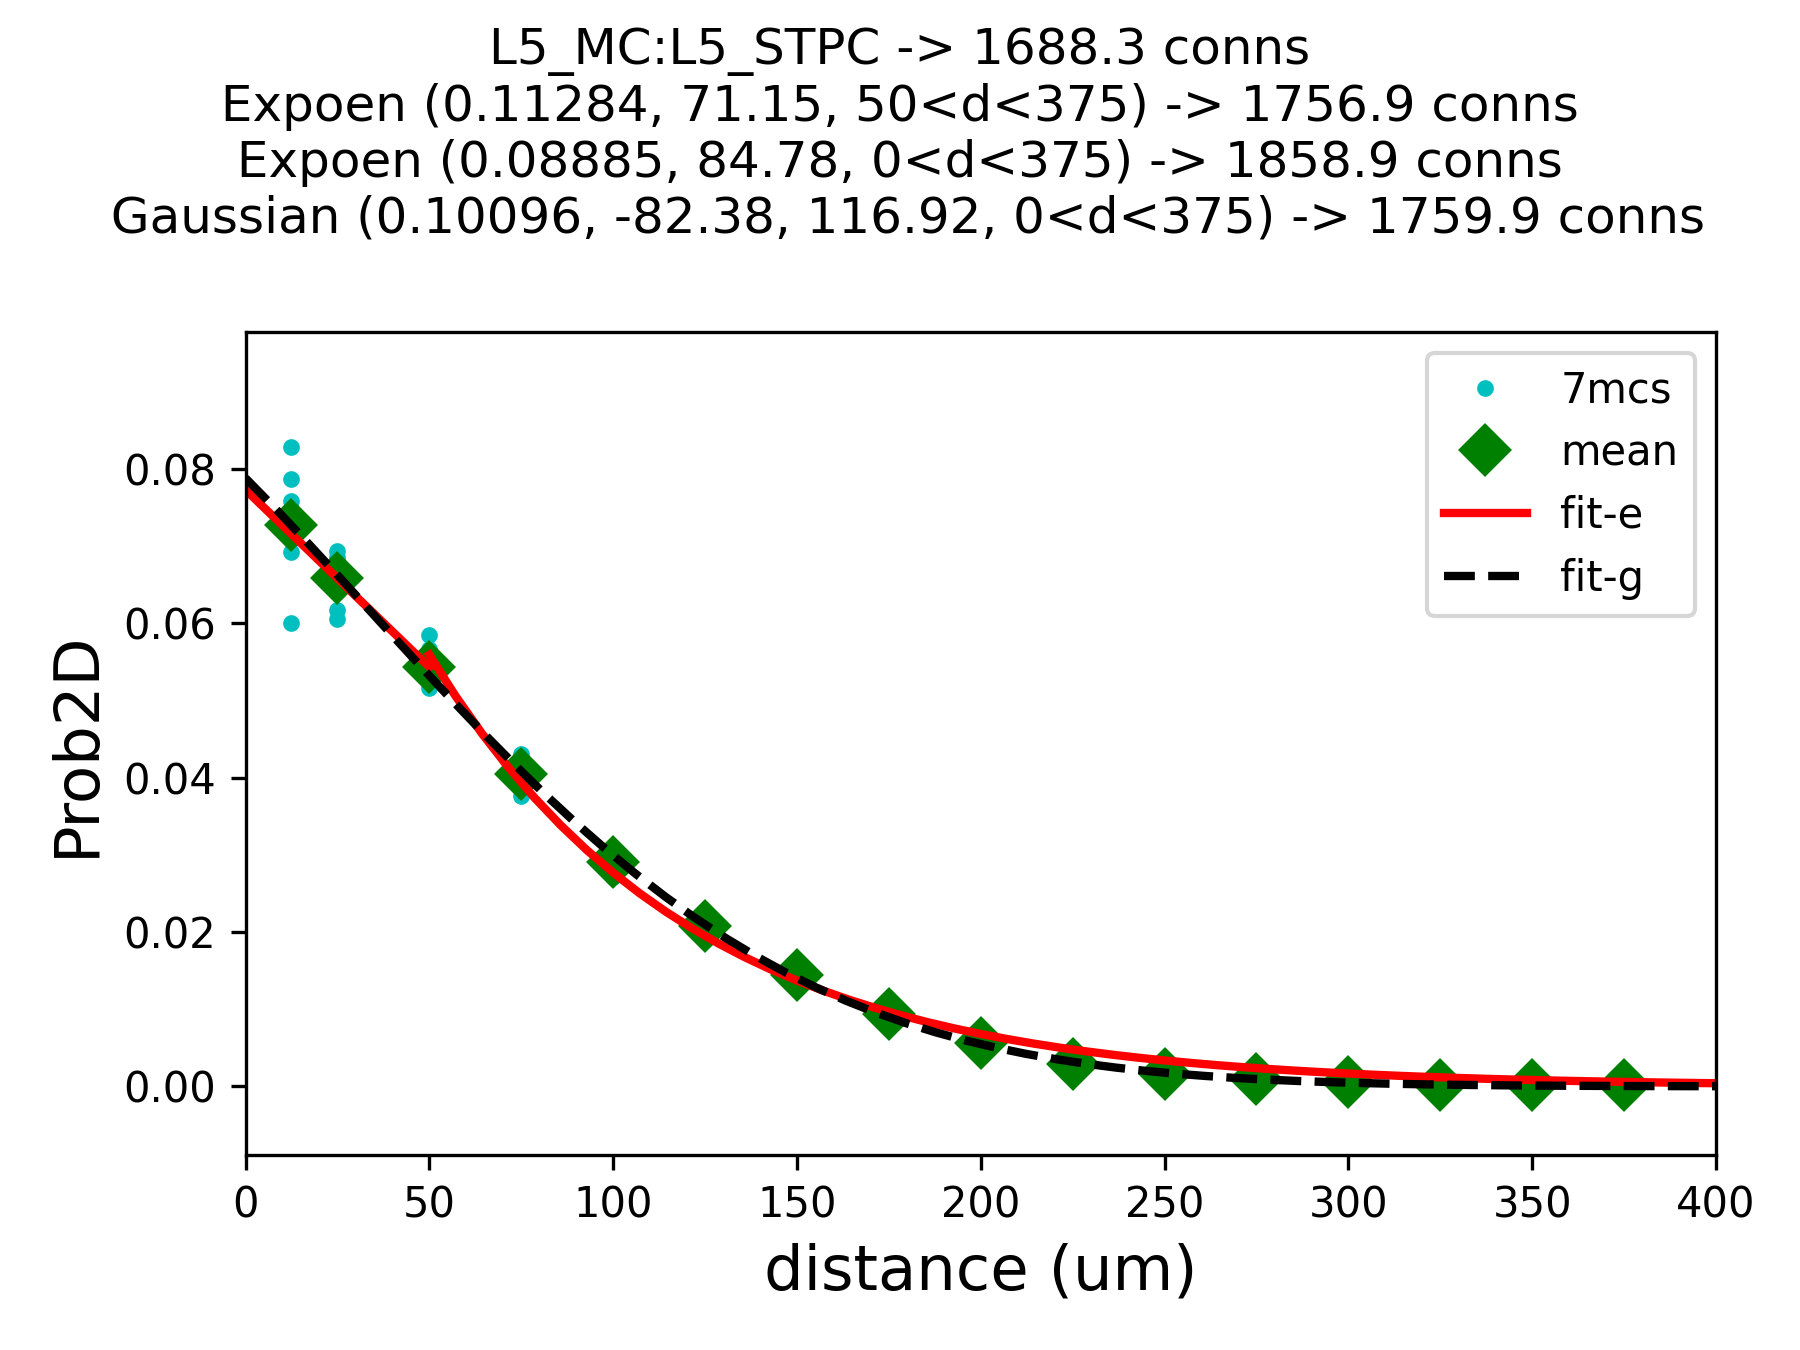 L5_MC:L5_STPC -> 1688.3 conns
Expoen (0.11284, 71.15, 50<d<375) -> 1756.9 conns
Expoen (0.08885, 84.78, 0<d<375) -> 1858.9 conns
Gaussian (0.10096, -82.38, 116.92, 0<d<375) -> 1759.9 conns
7mcs
mean
fit-e
fit-g
Prob2D
0.08
0.06
0.04
0.02
0.00
0 50 100 150 200 250 300 350 400
distance (um)